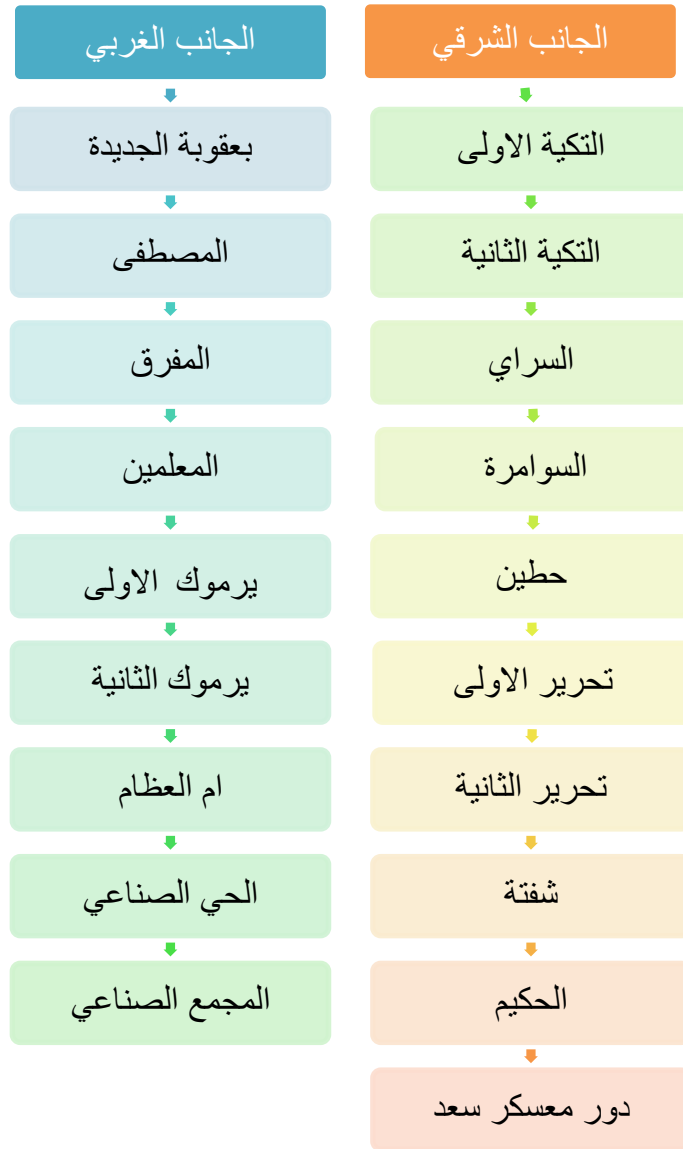 الجانب الشرقي
التكية الاولى
التكية الثانية
السراي
السوامرة
حطين
تحرير الاولى
تحرير الثانية
شفتة
الحكيم
دور معسكر سعد
الجانب الغربي
بعقوبة الجديدة
المصطفى
المفرق
المعلمين
يرموك الاولى
يرموك الثانية
ام العظام
الحي الصناعي
المجمع الصناعي